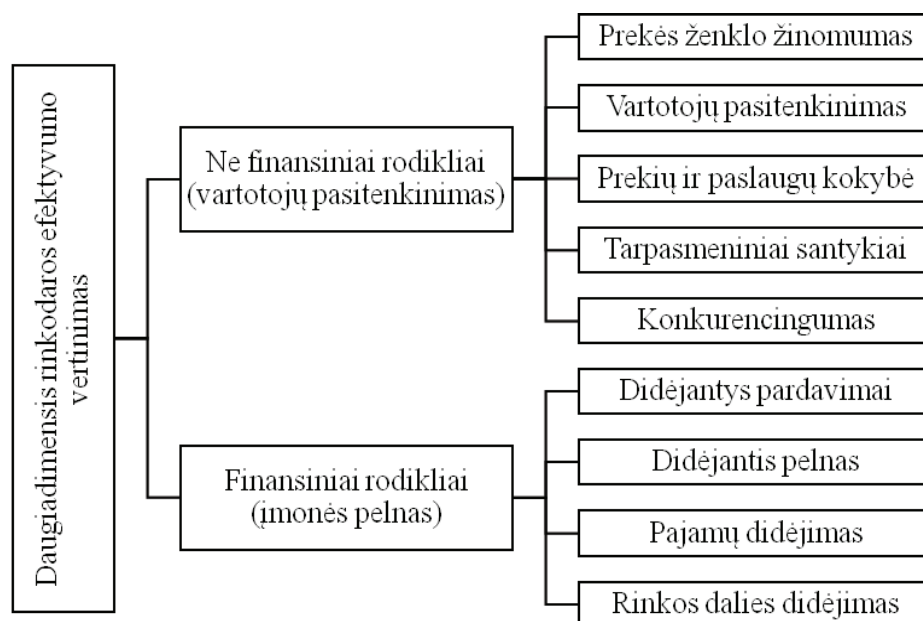 Daugiadimensis rinkodaros efektyvumo
vertinimas
Ne finansiniai rodikliai
(vartotojų pasitenkinimas)
Prekės ženklo žinomumas
Vartotojų pasitenkinimas
Prekių ir paslaugų kokybė
Tarpasmeniniai santykiai
Konkurencingumas
Finansiniai rodikliai
(įmonės pelnas)
Didėjantys pardavimai
Didėjantis pelnas
Pajamų didėjimas
Rinkos dalies didėjimas